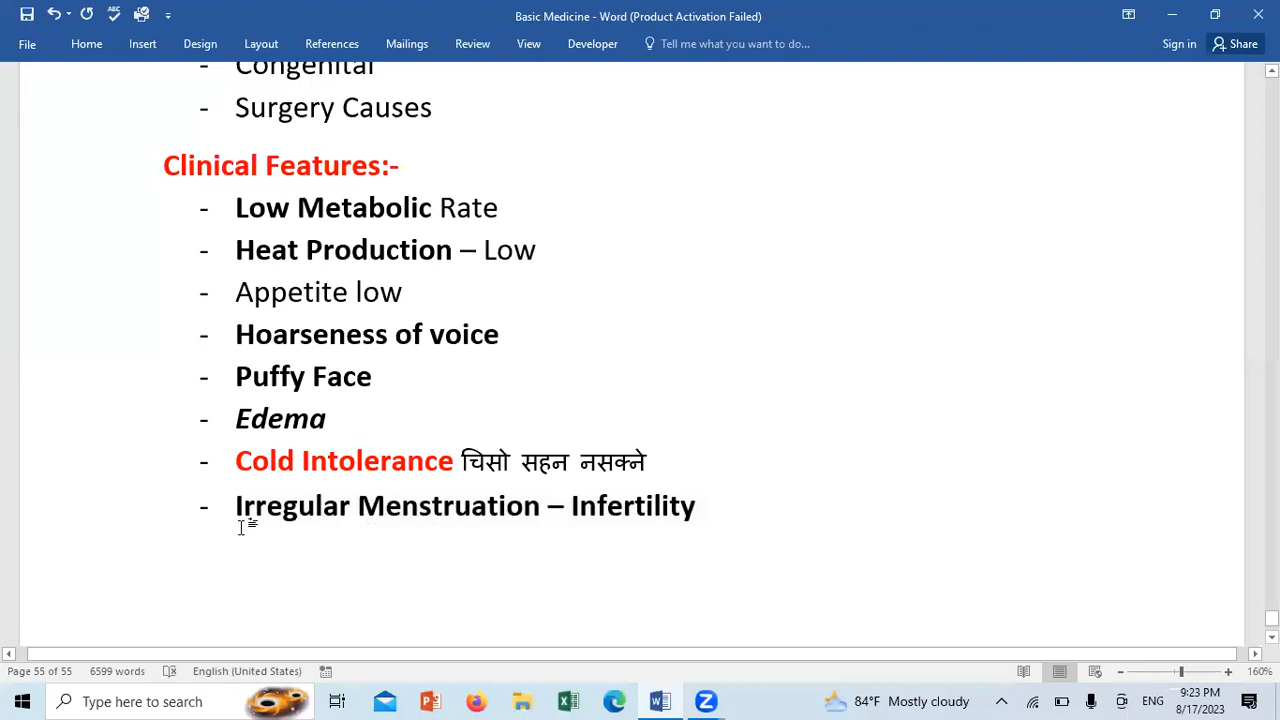 Basic Medicine - Word (Product Activation Failed)
File Home Insert Design Layout References Mailings Review View Developer Tell me what you want to do... Sign in Share
- Congenital
- Surgery Causes
Clinical Features:-
- Low Metabolic Rate
- Heat Production – Low
- Appetite low
- Hoarseness of voice
- Puffy Face
- Edema
- Cold Intolerance चिसो सहन नसक्ने
- Irregular Menstruation – Infertility
Page 55 of 55 6599 words English (United States) 160%
Type here to search 84°F Mostly cloudy ENG 9:23 PM
8/17/2023